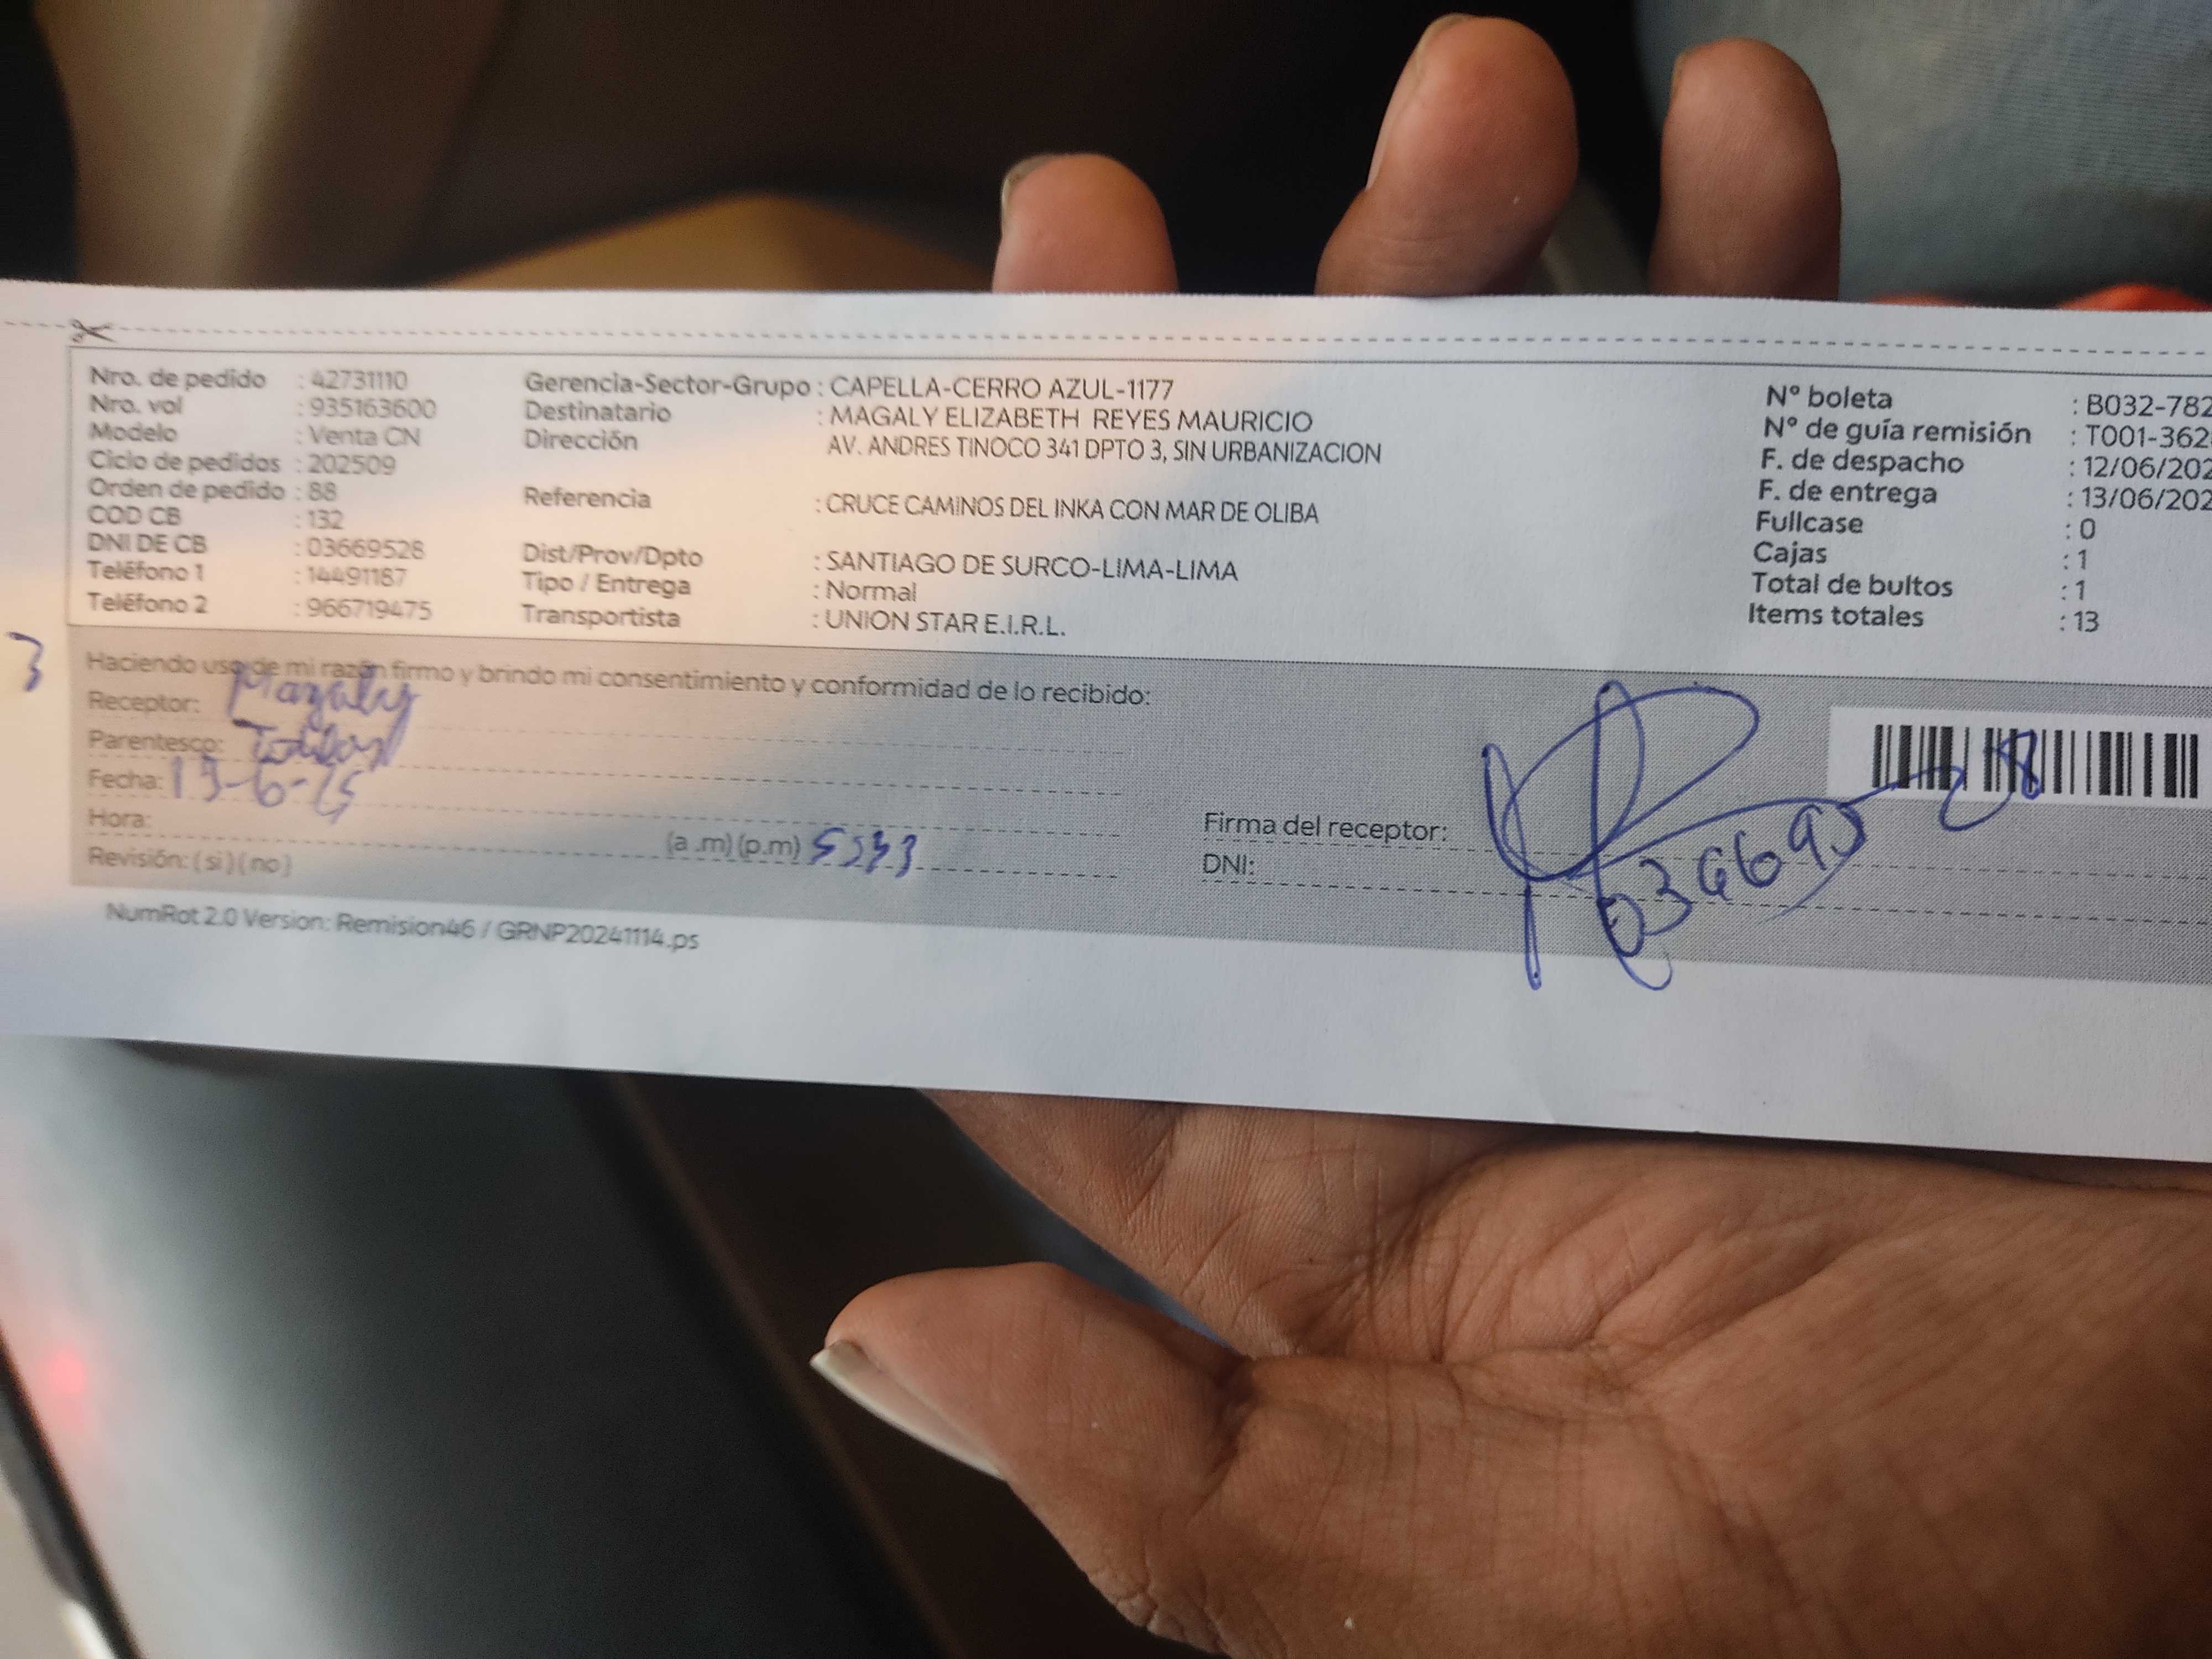 Nro. de pedido : 42731110
Nro. vol : 935163600
Modelo : Venta CN
Ciclo de pedidos : 202509
Orden de pedido : 88
COD CB : 132
DNI DE CB : 03669528
Teléfono 1 : 14491187
Teléfono 2 : 966719475
Gerencia-Sector-Grupo : CAPELLA-CERRO AZUL-1177
Destinatario : MAGALY ELIZABETH REYES MAURICIO
Dirección AV. ANDRES TINOCO 341 DPTO 3, SIN URBANIZACION
Referencia : CRUCE CAMINOS DEL INKA CON MAR DE OLIBA
Dist/Prov/Dpto : SANTIAGO DE SURCO-LIMA-LIMA
Tipo / Entrega : Normal
Transportista : UNION STAR E.I.R.L.
N° boleta : B032-782
N° de guía remisión : T001-362
F. de despacho : 12/06/202
F. de entrega : 13/06/202
Fullcase : 0
Cajas : 1
Total de bultos : 1
Items totales : 13
3
Haciendo uso de mi razón firmo y brindo mi consentimiento y conformidad de lo recibido:
Receptor: Magaly
Parentesco:
Fecha: 13-6-25
Hora: (a .m) (p.m)
Revisión: ( si ) ( no )
Firma del receptor:
DNI:
NumRot 2.0 Version: Remision46 / GRNP20241114.ps